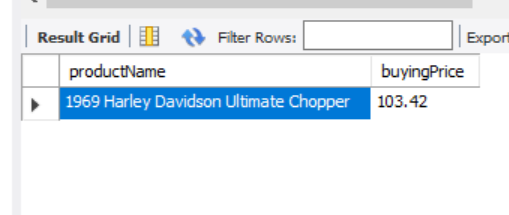 Result Grid Filter Rows: Export
productName buyingPrice
1969 Harley Davidson Ultimate Chopper 103.42